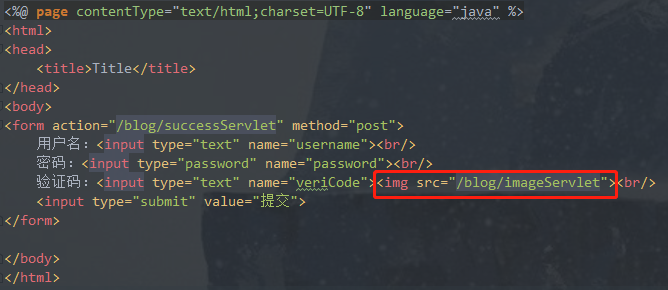 <%@ page contentType="text/html;charset=UTF-8" language="java" %>
<html>
<head>
    <title>Title</title>
</head>
<body>
<form action="/blog/successServlet" method="post">
    用户名：<input type="text" name="username"><br/>
    密码：<input type="password" name="password"><br/>
    验证码：<input type="text" name="veriCode"><img src="/blog/imageServlet"><br/>
    <input type="submit" value="提交">
</form>

</body>
</html>